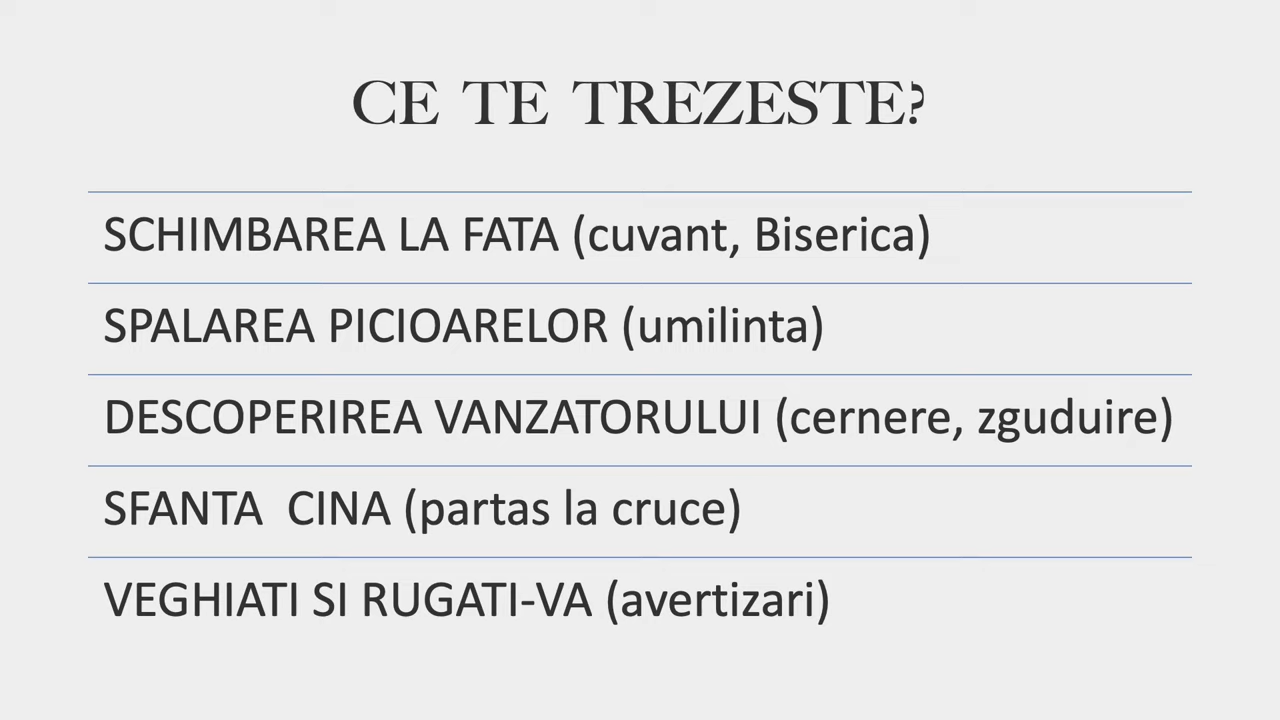 CE TE TREZESTE?
SCHIMBAREA LA FATA (cuvant, Biserica)
SPALAREA PICIOARELOR (umilinta)
DESCOPERIREA VANZATORULUI (cernere, zguduire)
SFANTA  CINA (partas la cruce)
VEGHIATI SI RUGATI-VA (avertizari)